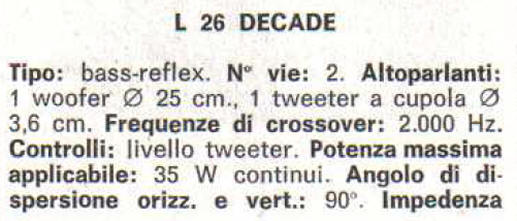 L 26 DECADE
Tipo: bass-reflex. N° vie: 2. Altoparlanti:
1 woofer Ø 25 cm., 1 tweeter a cupola Ø
3,6 cm. Frequenze di crossover: 2.000 Hz.
Controlli: livello tweeter. Potenza massima
applicabile: 35 W continui. Angolo di di-
spersione orizz. e vert.: 90°. Impedenza